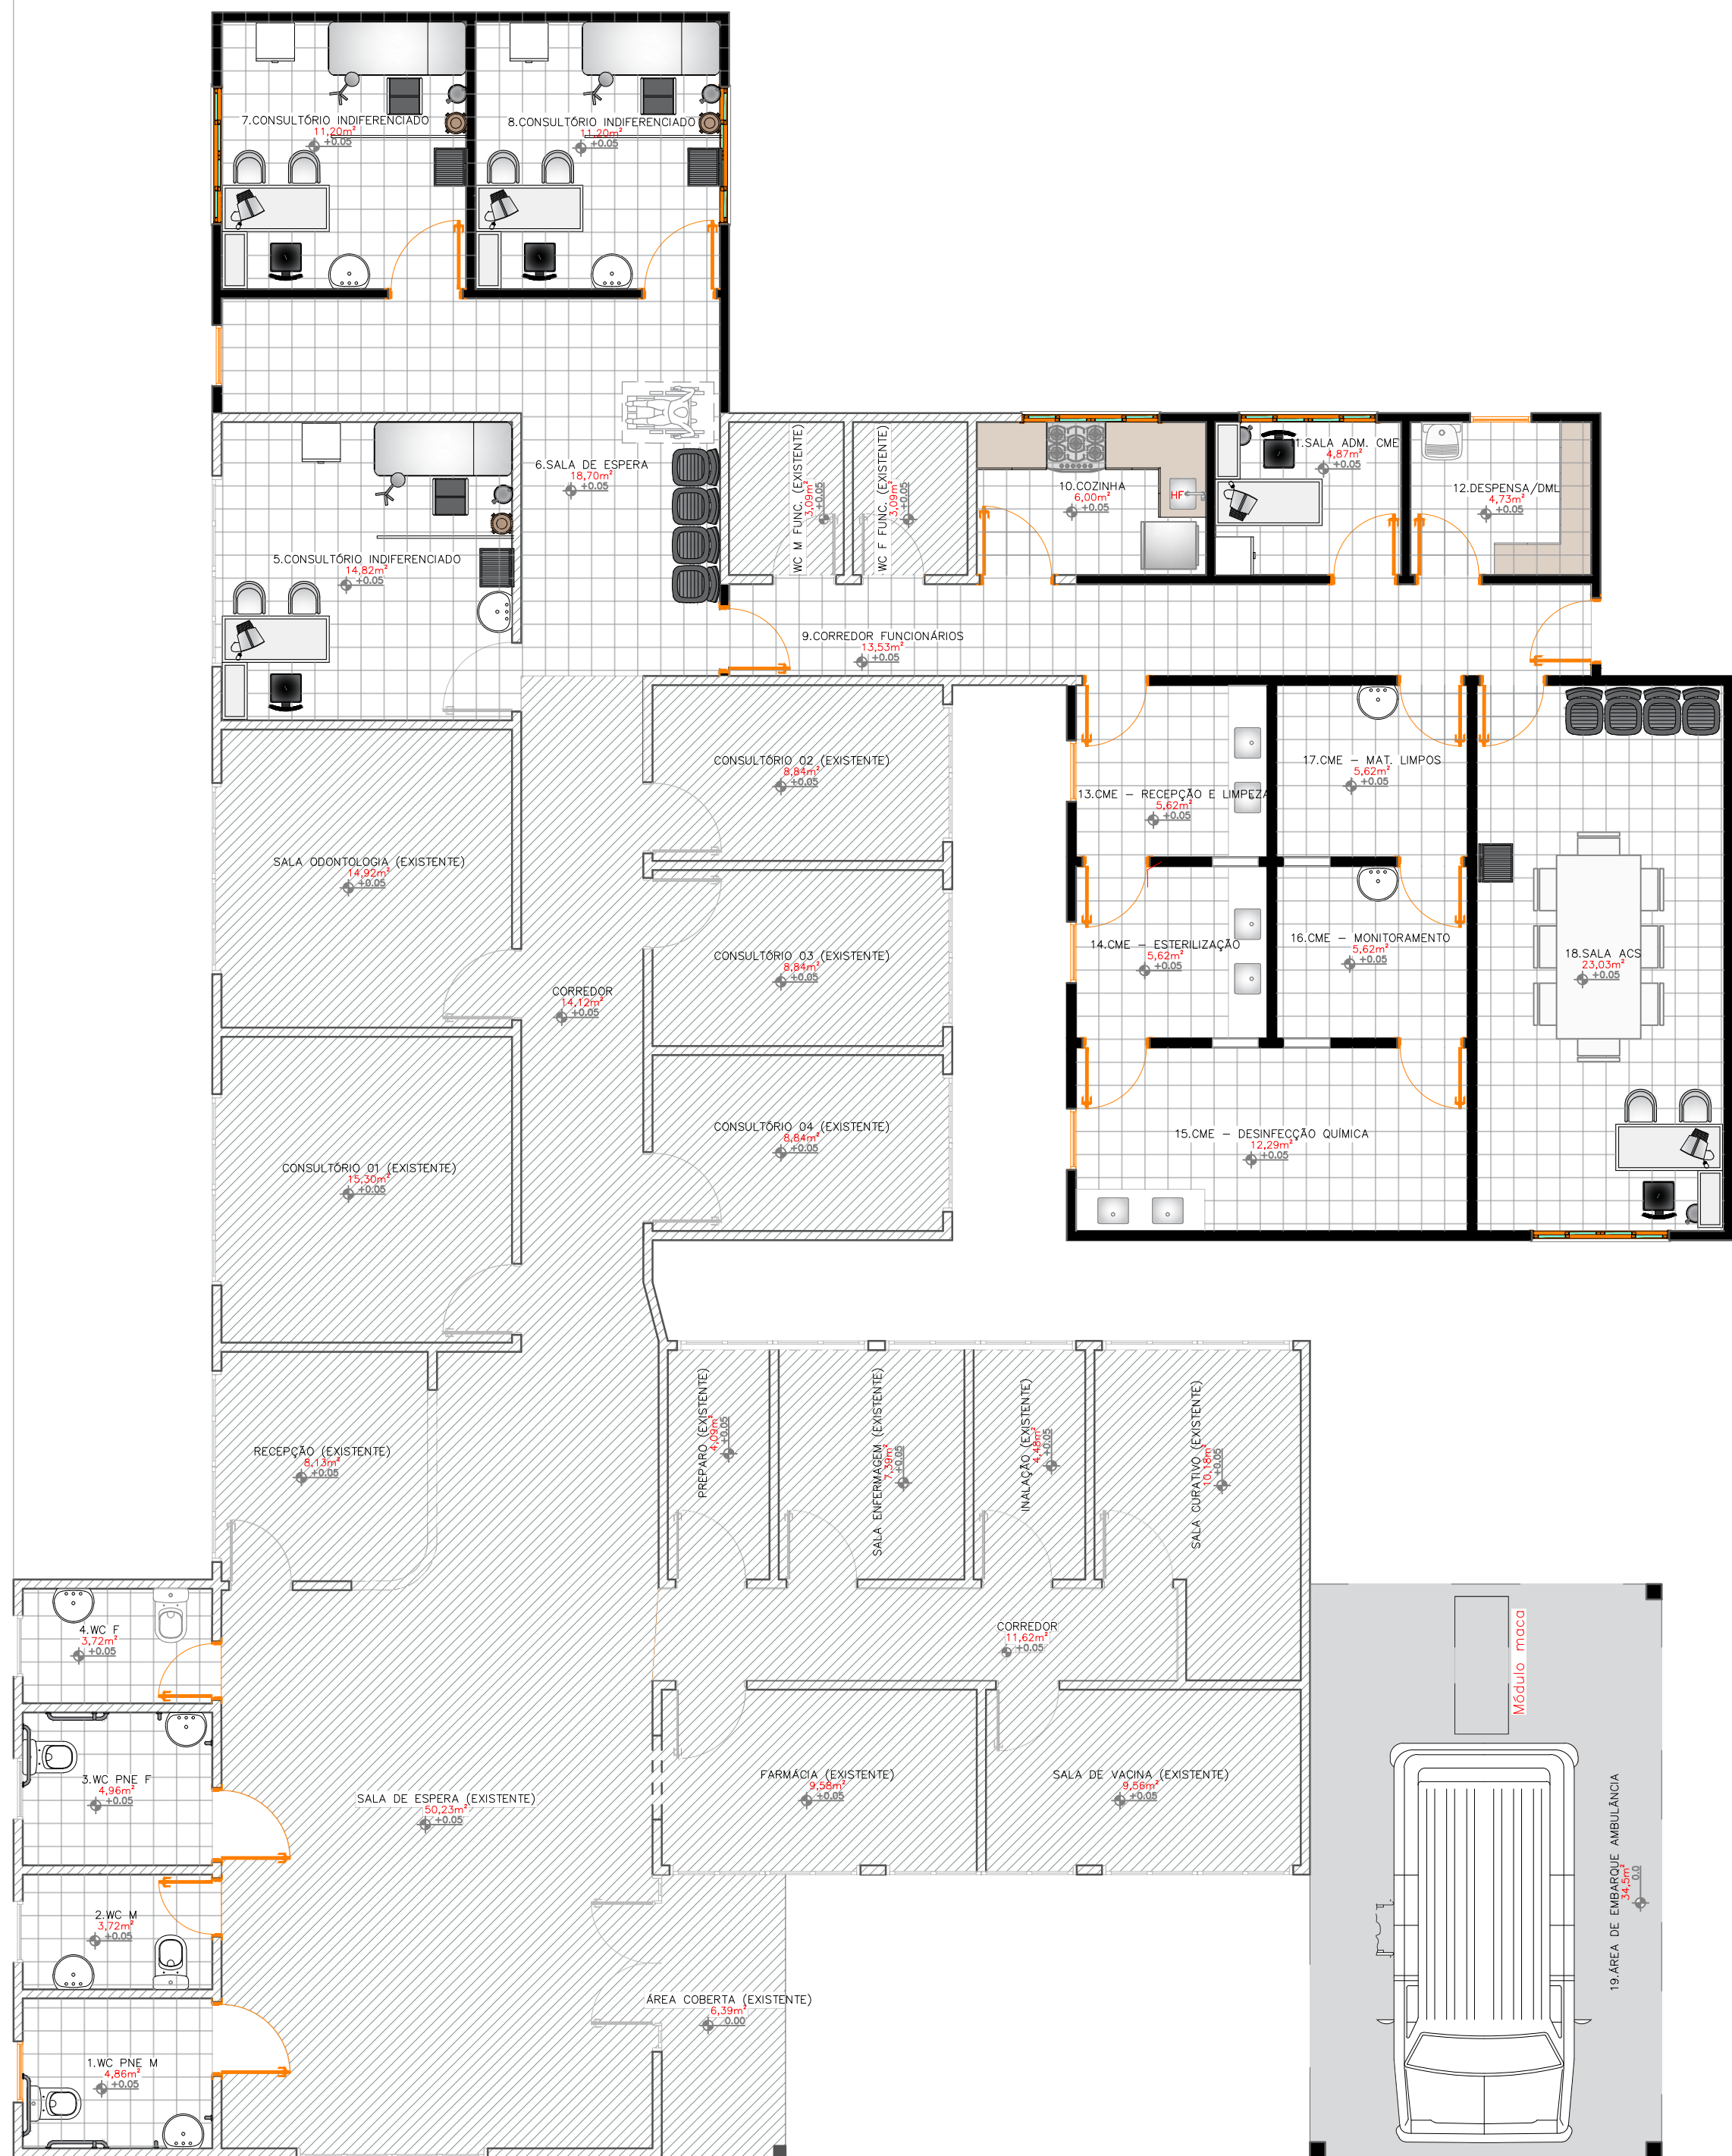 7.CONSULTÓRIO INDIFERENCIADO
11,20m²
+0.05
8.CONSULTÓRIO INDIFERENCIADO
11,20m²
+0.05
6.SALA DE ESPERA
18,70m²
+0.05
5.CONSULTÓRIO INDIFERENCIADO
14,82m²
+0.05
WC M FUNC. (EXISTENTE)
3,09m²
+0.05
WC F FUNC. (EXISTENTE)
3,09m²
+0.05
10.COZINHA
6,00m²
+0.05
HF
1.SALA ADM. CME
4,87m²
+0.05
12.DESPENSA/DML
4,73m²
+0.05
9.CORREDOR FUNCIONÁRIOS
13,53m²
+0.05
CONSULTÓRIO 02 (EXISTENTE)
8,84m²
+0.05
13.CME – RECEPÇÃO E LIMPEZA
5,62m²
+0.05
17.CME – MAT. LIMPOS
5,62m²
+0.05
SALA ODONTOLOGIA (EXISTENTE)
14,92m²
+0.05
CORREDOR
14,12m²
+0.05
CONSULTÓRIO 03 (EXISTENTE)
8,84m²
+0.05
14.CME – ESTERILIZAÇÃO
5,62m²
+0.05
16.CME – MONITORAMENTO
5,62m²
+0.05
18.SALA ACS
23,03m²
+0.05
CONSULTÓRIO 01 (EXISTENTE)
15,30m²
+0.05
CONSULTÓRIO 04 (EXISTENTE)
8,84m²
+0.05
15.CME – DESINFECÇÃO QUÍMICA
12,29m²
+0.05
RECEPÇÃO (EXISTENTE)
8,13m²
+0.05
PREPARO (EXISTENTE)
4,09m²
+0.05
SALA ENFERMAGEM (EXISTENTE)
7,39m²
+0.05
INALAÇÃO (EXISTENTE)
4,48m²
+0.05
SALA CURATIVO (EXISTENTE)
10,18m²
+0.05
4.WC F
3,72m²
+0.05
CORREDOR
11,62m²
+0.05
Módulo maca
3.WC PNE F
4,96m²
+0.05
SALA DE ESPERA (EXISTENTE)
50,23m²
+0.05
FARMÁCIA (EXISTENTE)
9,58m²
+0.05
SALA DE VACINA (EXISTENTE)
9,56m²
+0.05
19.ÁREA DE EMBARQUE AMBULÂNCIA
34,5m²
0.0
2.WC M
3,72m²
+0.05
ÁREA COBERTA (EXISTENTE)
6,39m²
0.00
1.WC PNE M
4,86m²
+0.05